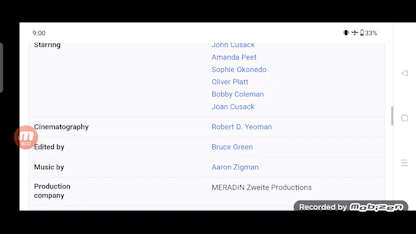 9:00
33%
Starring
John Cusack
Amanda Peet
Sophie Okonedo
Oliver Platt
Bobby Coleman
Joan Cusack
Cinematography
Robert D. Yeoman
Edited by
Bruce Green
Music by
Aaron Zigman
Production
company
MERADIN Zweite Productions
Recorded by Mobizen